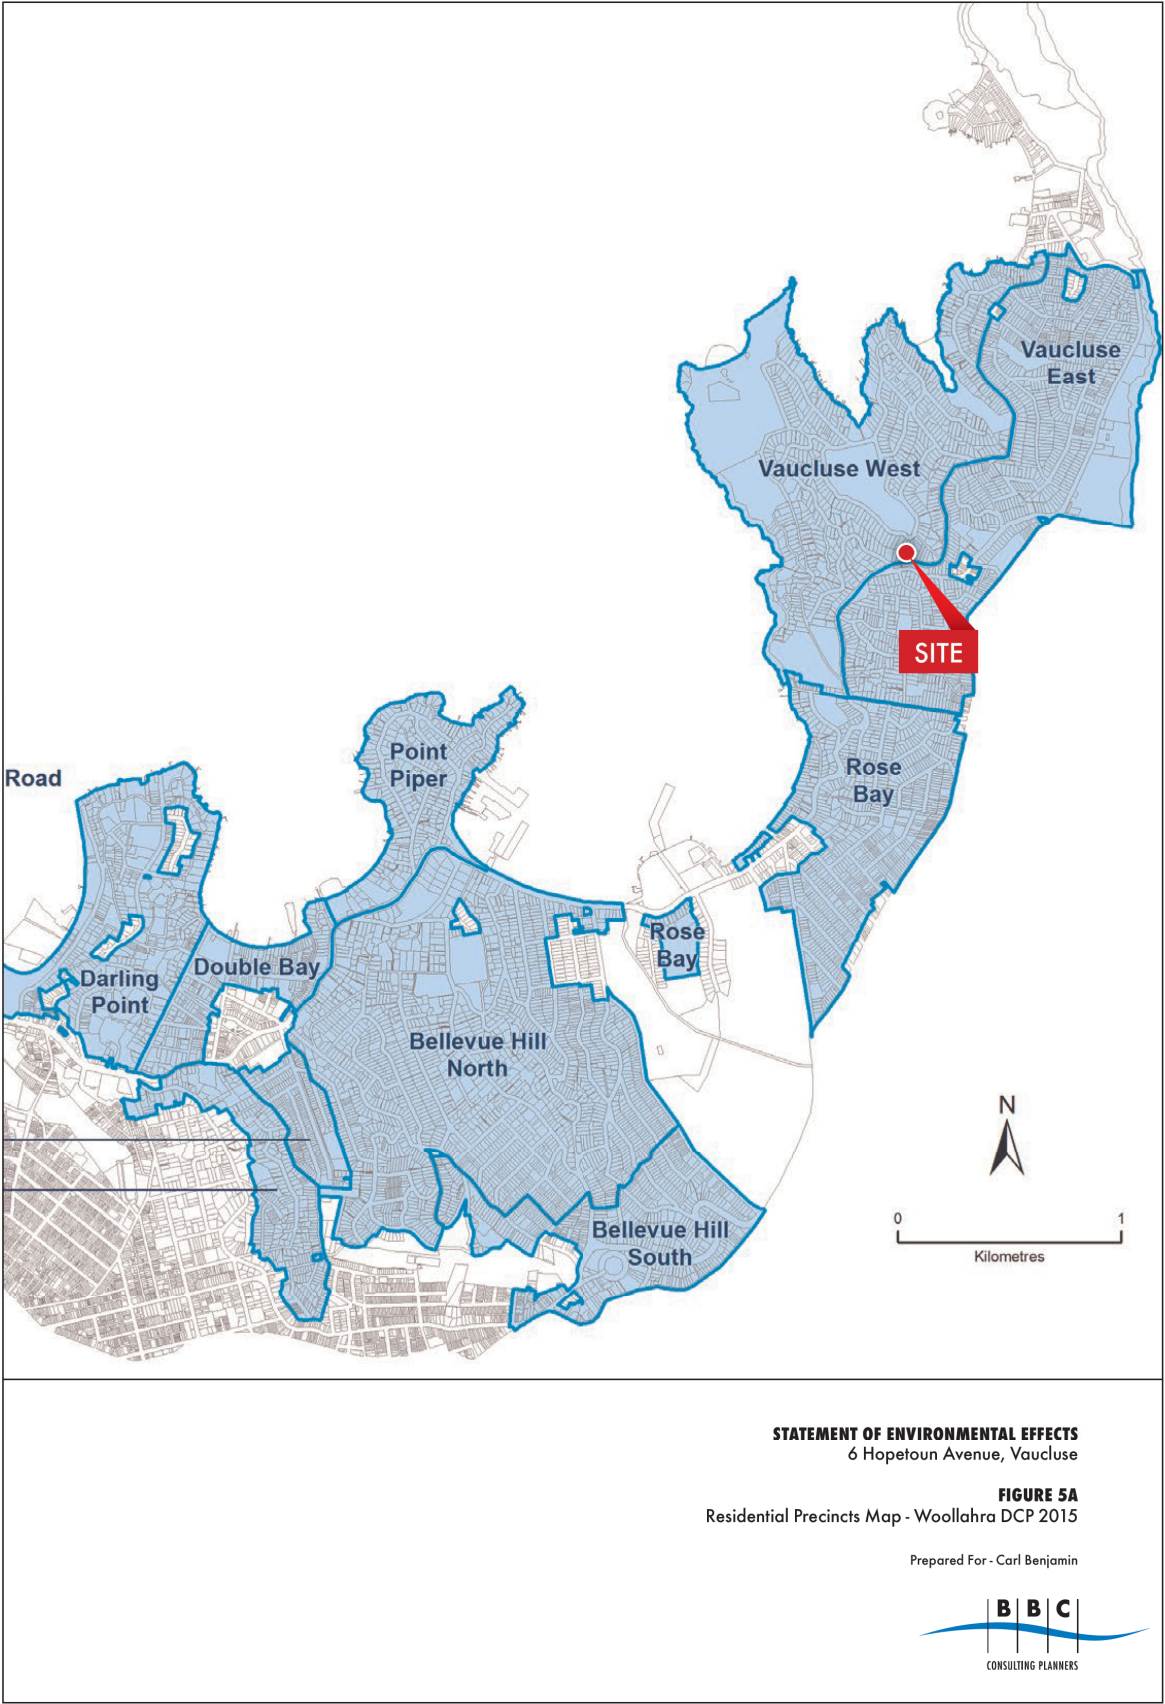 Vaucluse
East
Vaucluse West
SITE
Point
Piper
Road
Rose
Bay
Rose
Bay
Darling
Point
Double Bay
Bellevue Hill
North
N
0 1
Kilometres
Bellevue Hill
South
STATEMENT OF ENVIRONMENTAL EFFECTS
6 Hopetoun Avenue, Vaucluse
FIGURE 5A
Residential Precincts Map - Woollahra DCP 2015
Prepared For - Carl Benjamin
B B C
CONSULTING PLANNERS